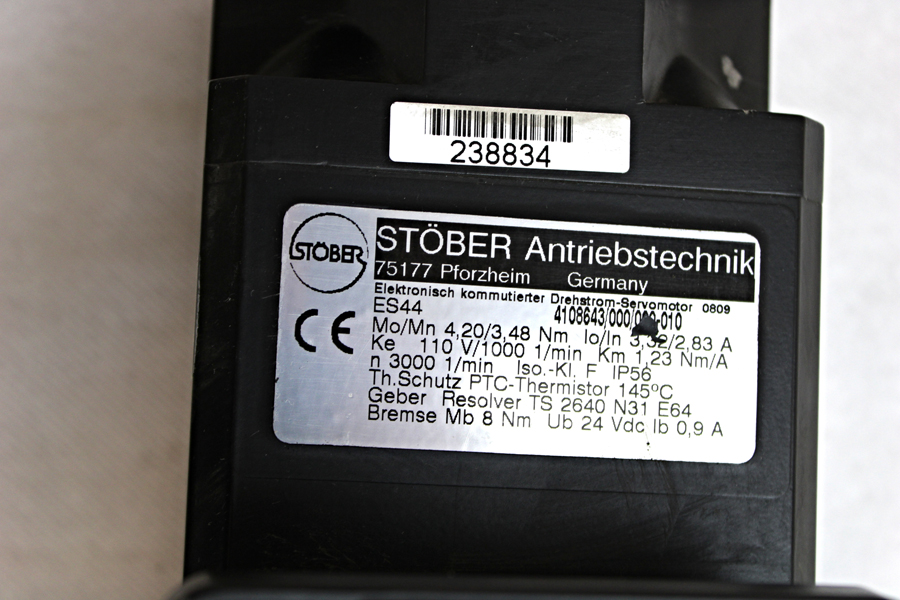 238834
STÖBER
STÖBER Antriebstechnik
75177 Pforzheim Germany
Elektronisch kommutierter Drehstrom-Servomotor 0809
ES44 4108643/000/000-010
Mo/Mn 4,20/3,48 Nm Io/In 3,32/2,83 A
Ke 110 V/1000 1/min Km 1,23 Nm/A
n 3000 1/min Iso.-Kl. F IP56
Th.Schutz PTC-Thermistor 145°C
Geber Resolver TS 2640 N31 E64
Bremse Mb 8 Nm Ub 24 Vdc Ib 0,9 A
CE